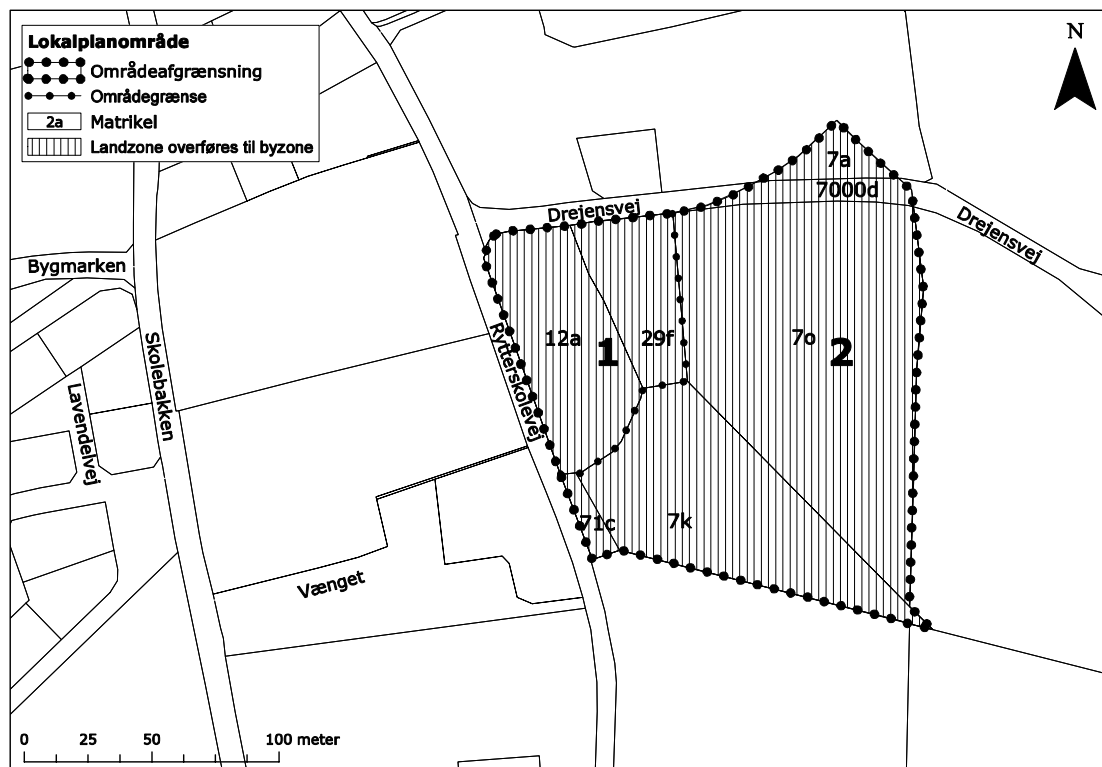 Lokalplanområde
Områdeafgrænsning
Områdegrænse
2a Matrikel
Landzone overføres til byzone
N
7a
7000d
Drejensvej
Drejensvej
Bygmarken
12a
1
29f
7o
2
Skolebakken
Rytterskolevej
Lavendelvej
71c
7k
Vænget
0 25 50 100 meter